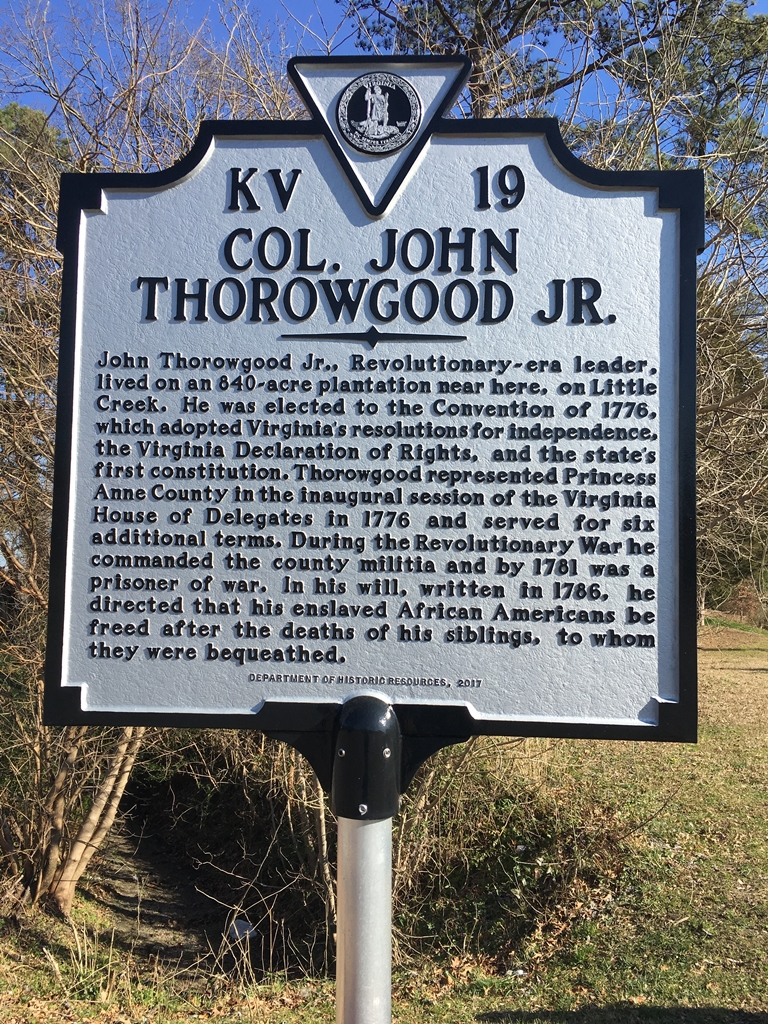 VIRGINIA
KV 19
COL. JOHN
THOROWGOOD JR.
John Thorowgood Jr., Revolutionary-era leader,
lived on an 840-acre plantation near here, on Little
Creek. He was elected to the Convention of 1776,
which adopted Virginia's resolutions for independence,
the Virginia Declaration of Rights, and the state's
first constitution. Thorowgood represented Princess
Anne County in the inaugural session of the Virginia
House of Delegates in 1776 and served for six
additional terms. During the Revolutionary War he
commanded the county militia and by 1781 was a
prisoner of war. In his will, written in 1786, he
directed that his enslaved African Americans be
freed after the deaths of his siblings, to whom
they were bequeathed.
DEPARTMENT OF HISTORIC RESOURCES, 2017